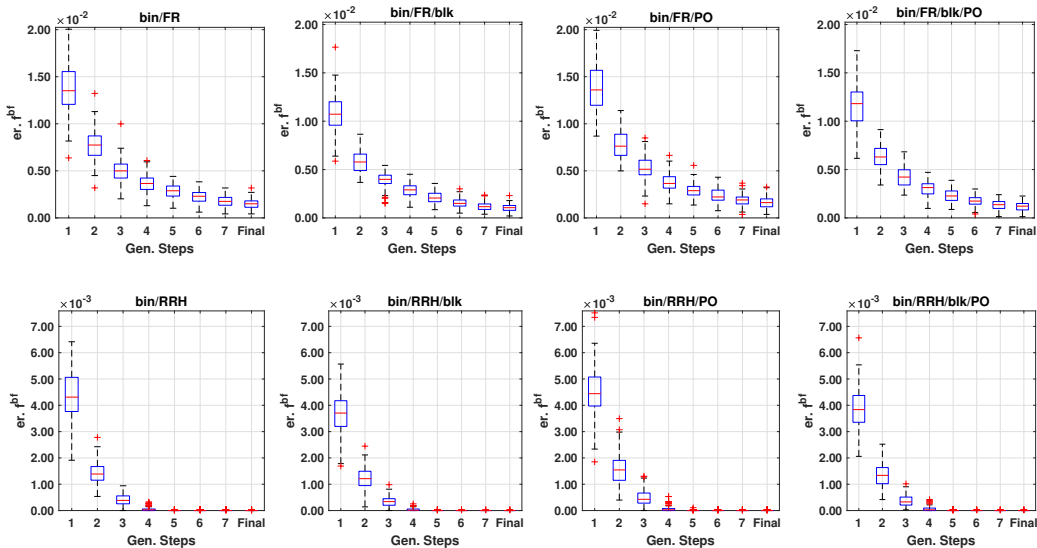 bin/FR
×10⁻²
2.00
1.50
1.00
0.50
0.00
er. f^bf
1 2 3 4 5 6 7 Final
Gen. Steps
bin/FR/blk
×10⁻²
2.00
1.50
1.00
0.50
0.00
er. f^bf
1 2 3 4 5 6 7 Final
Gen. Steps
bin/FR/PO
×10⁻²
2.00
1.50
1.00
0.50
0.00
er. f^bf
1 2 3 4 5 6 7 Final
Gen. Steps
bin/FR/blk/PO
×10⁻²
2.00
1.50
1.00
0.50
0.00
er. f^bf
1 2 3 4 5 6 7 Final
Gen. Steps
bin/RRH
×10⁻³
7.00
6.00
5.00
4.00
3.00
2.00
1.00
0.00
er. f^bf
1 2 3 4 5 6 7 Final
Gen. Steps
bin/RRH/blk
×10⁻³
7.00
6.00
5.00
4.00
3.00
2.00
1.00
0.00
er. f^bf
1 2 3 4 5 6 7 Final
Gen. Steps
bin/RRH/PO
×10⁻³
7.00
6.00
5.00
4.00
3.00
2.00
1.00
0.00
er. f^bf
1 2 3 4 5 6 7 Final
Gen. Steps
bin/RRH/blk/PO
×10⁻³
7.00
6.00
5.00
4.00
3.00
2.00
1.00
0.00
er. f^bf
1 2 3 4 5 6 7 Final
Gen. Steps